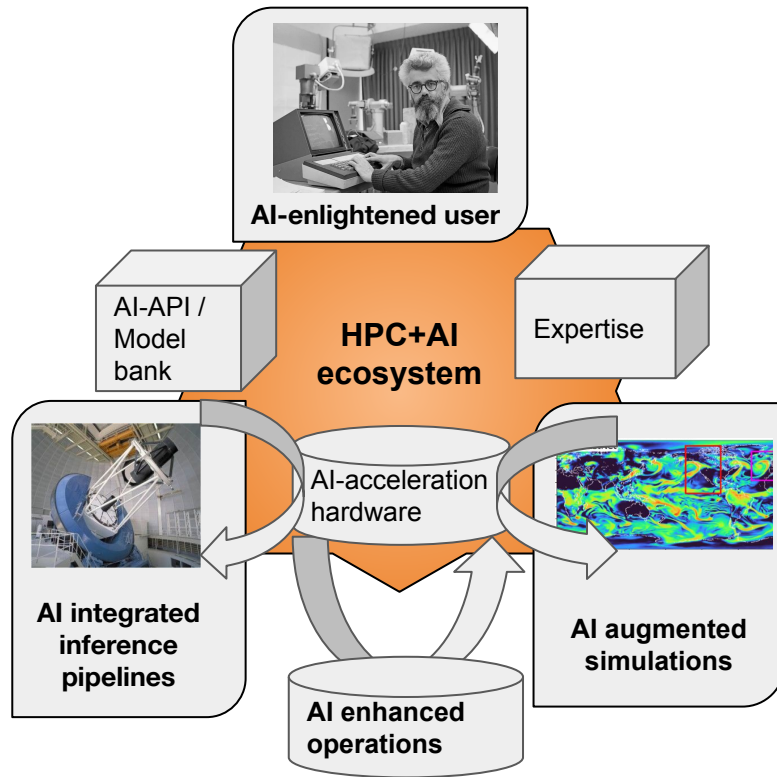 AI-enlightened user
AI-API /
Model
bank
HPC+AI
ecosystem
Expertise
AI-acceleration
hardware
AI integrated
inference
pipelines
AI augmented
simulations
AI enhanced
operations